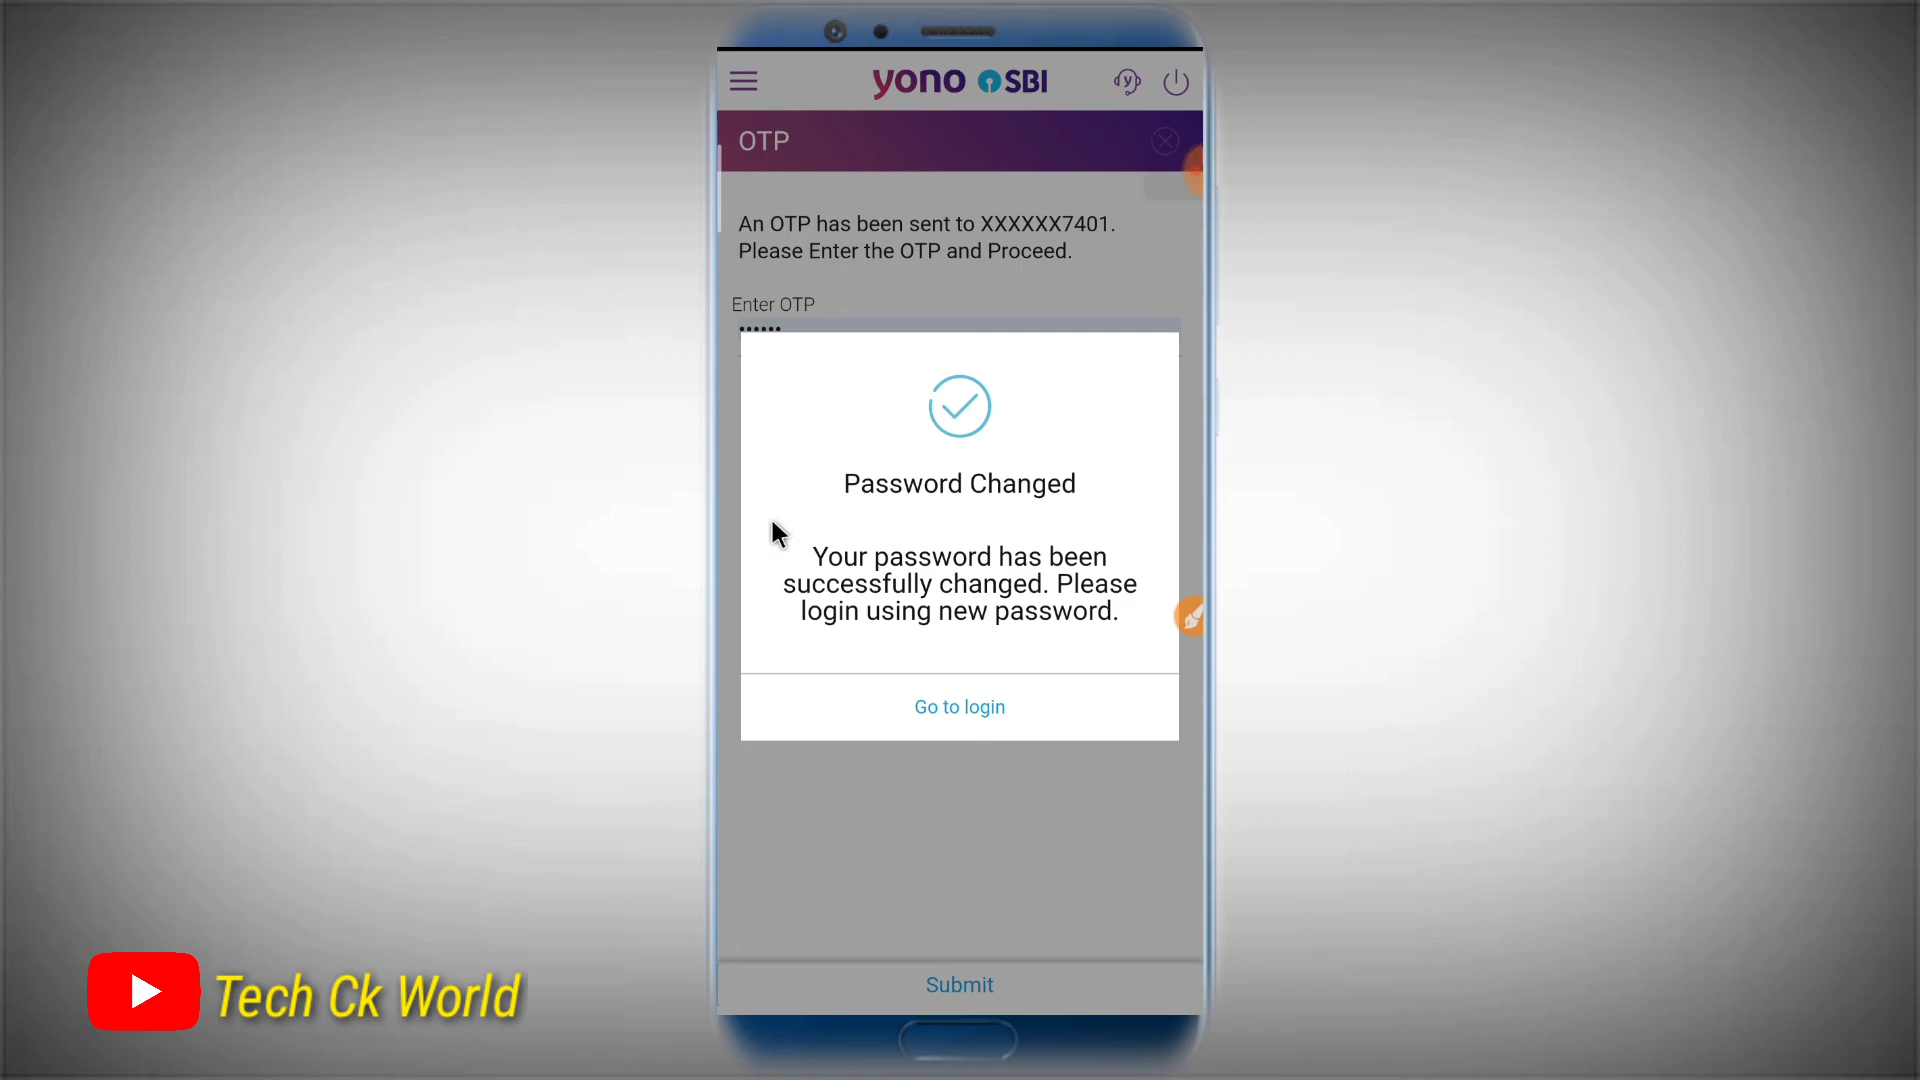 yono SBI
y
OTP
An OTP has been sent to XXXXXX7401.
Please Enter the OTP and Proceed.
Enter OTP
••••••
Password Changed
Your password has been
successfully changed. Please
login using new password.
Go to login
Submit
Tech Ck World